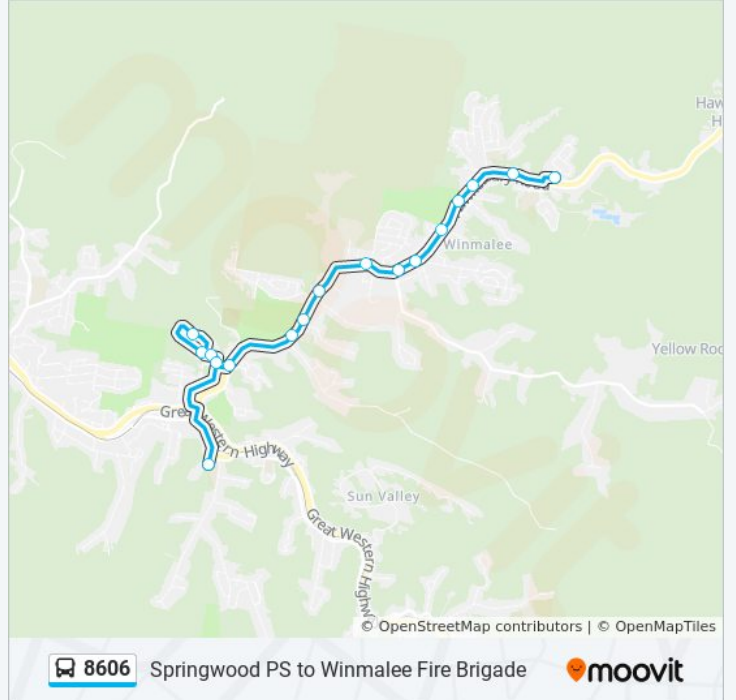 Haw
H
Winmalee
Yellow Roc
Great Western Highway
Sun Valley
Great Western Highw
© OpenStreetMap contributors | © OpenMapTiles
8606 Springwood PS to Winmalee Fire Brigade moovit